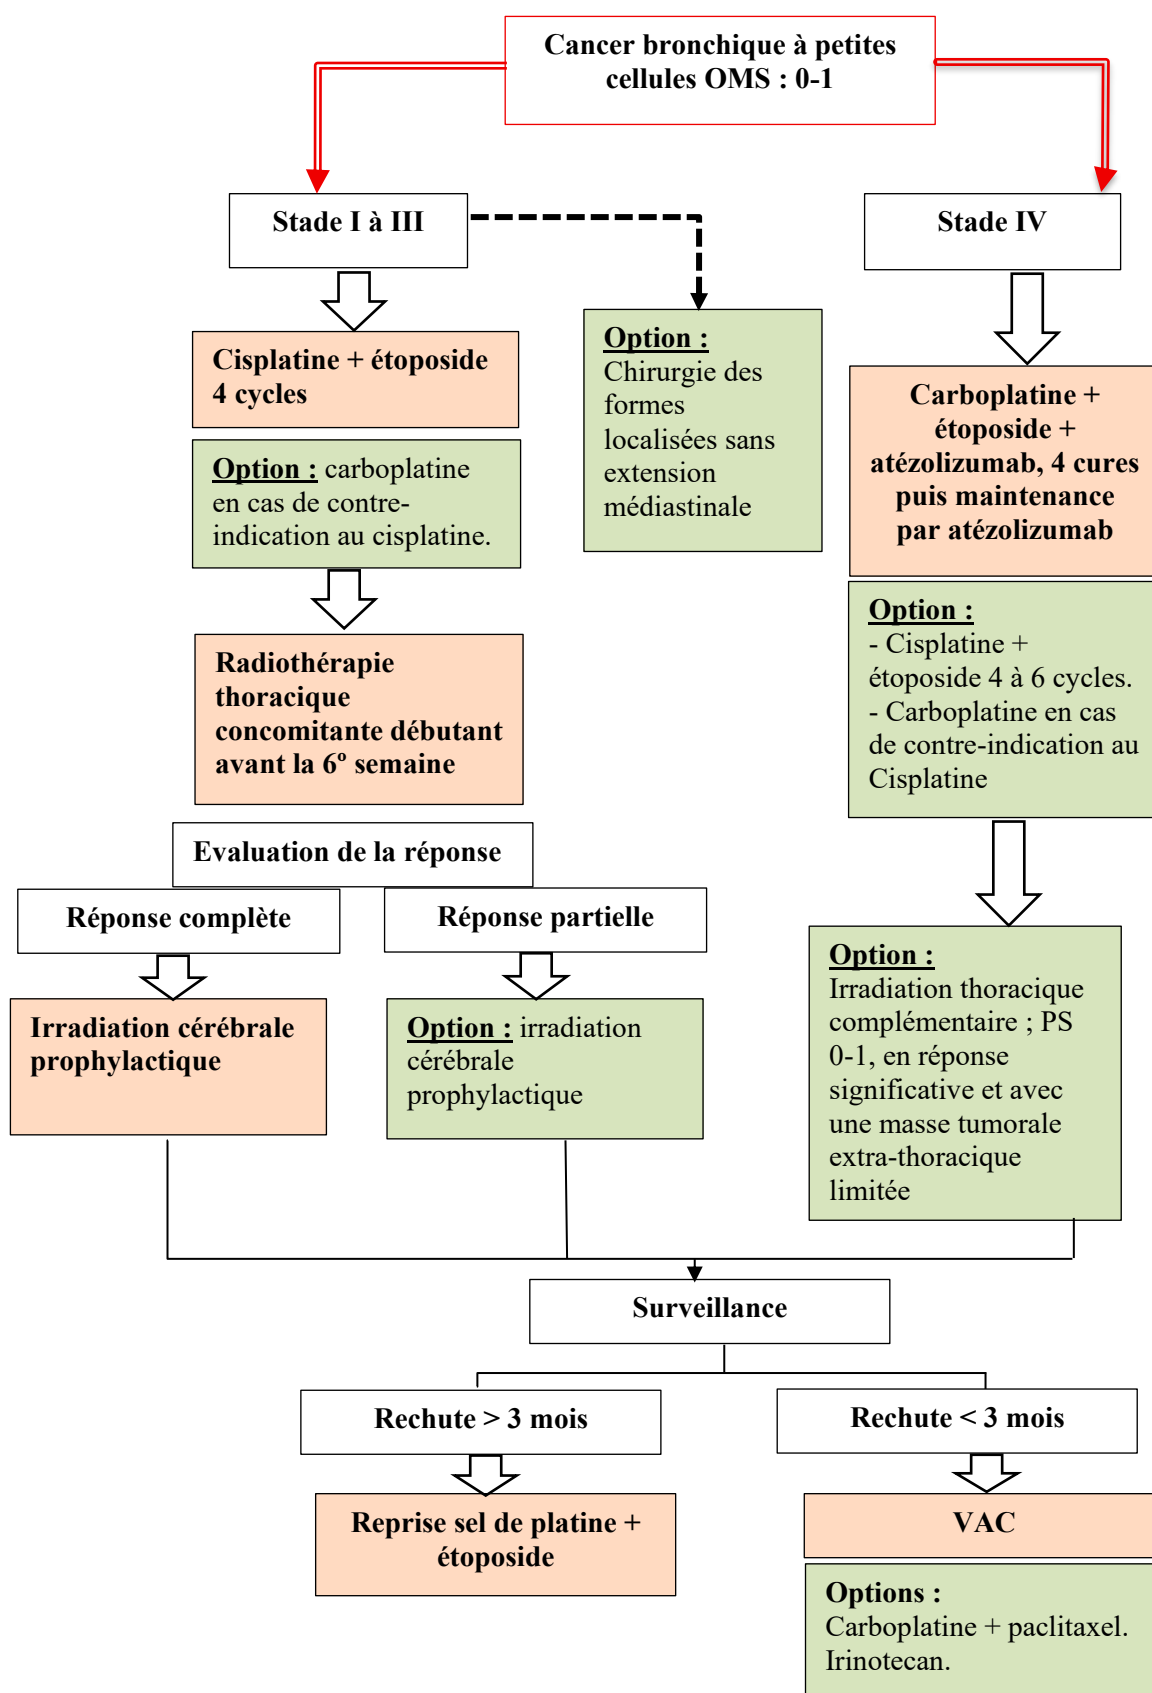 Cancer bronchique à petites
cellules OMS : 0-1
Stade I à III
Stade IV
Cisplatine + étoposide
4 cycles
Option : carboplatine
en cas de contre-
indication au cisplatine.
Option :
Chirurgie des
formes
localisées sans
extension
médiastinale
Carboplatine +
étoposide +
atézolizumab, 4 cures
puis maintenance
par atézolizumab
Option :
- Cisplatine +
étoposide 4 à 6 cycles.
- Carboplatine en cas
de contre-indication au
Cisplatine
Radiothérapie
thoracique
concomitante débutant
avant la 6º semaine
Evaluation de la réponse
Réponse complète
Réponse partielle
Irradiation cérébrale
prophylactique
Option : irradiation
cérébrale
prophylactique
Option :
Irradiation thoracique
complémentaire ; PS
0-1, en réponse
significative et avec
une masse tumorale
extra-thoracique
limitée
Surveillance
Rechute > 3 mois
Rechute < 3 mois
Reprise sel de platine +
étoposide
VAC
Options :
Carboplatine + paclitaxel.
Irinotecan.